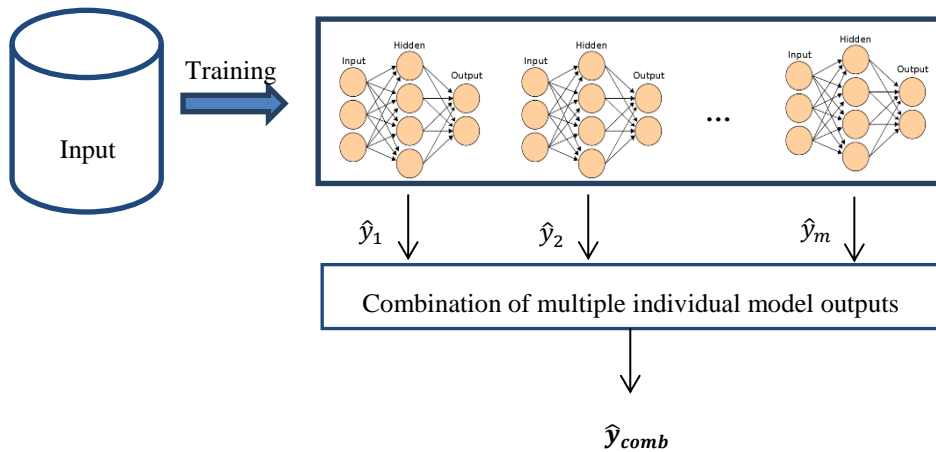 Input
Training
Input
Hidden
Output
Input
Hidden
Output
...
Input
Hidden
Output
ŷ₁
ŷ₂
ŷₘ
Combination of multiple individual model outputs
ŷ_comb